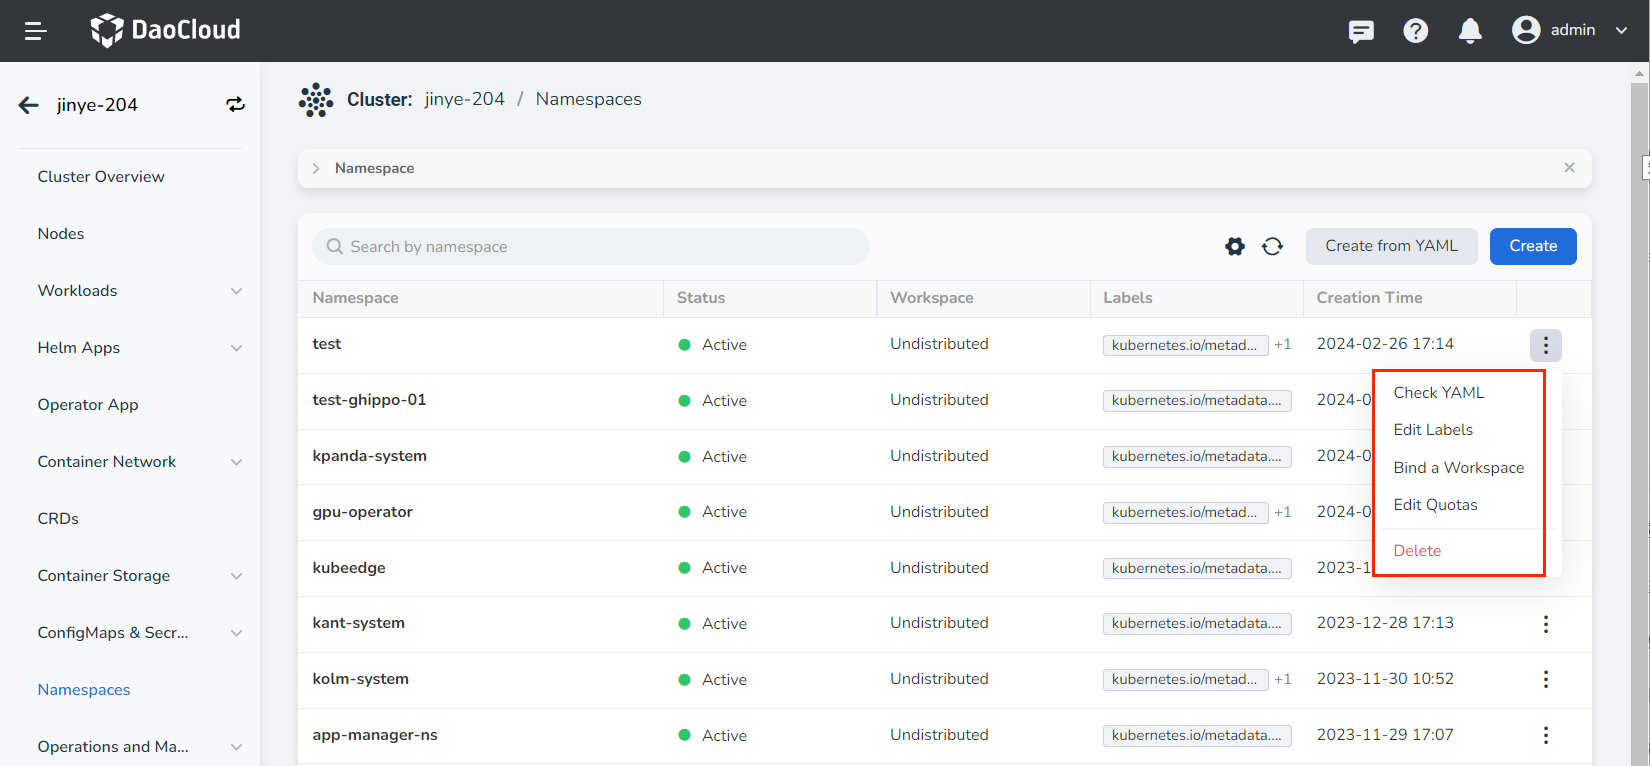 DaoCloud
admin
jinye-204
Cluster: jinye-204 / Namespaces
Cluster Overview
Nodes
Workloads
Helm Apps
Operator App
Container Network
CRDs
Container Storage
ConfigMaps & Secr...
Namespaces
Operations and Ma...
Namespace
Search by namespace
Create from YAML
Create
Namespace Status Workspace Labels Creation Time
test Active Undistributed kubernetes.io/metad... +1 2024-02-26 17:14
test-ghippo-01 Active Undistributed kubernetes.io/metadata.... 2024-0
kpanda-system Active Undistributed kubernetes.io/metadata.... 2024-0
gpu-operator Active Undistributed kubernetes.io/metad... +1 2024-0
kubeedge Active Undistributed kubernetes.io/metadata.... 2023-1
kant-system Active Undistributed kubernetes.io/metadata.... 2023-12-28 17:13
kolm-system Active Undistributed kubernetes.io/metad... +1 2023-11-30 10:52
app-manager-ns Active Undistributed kubernetes.io/metadata.... 2023-11-29 17:07
Check YAML
Edit Labels
Bind a Workspace
Edit Quotas
Delete